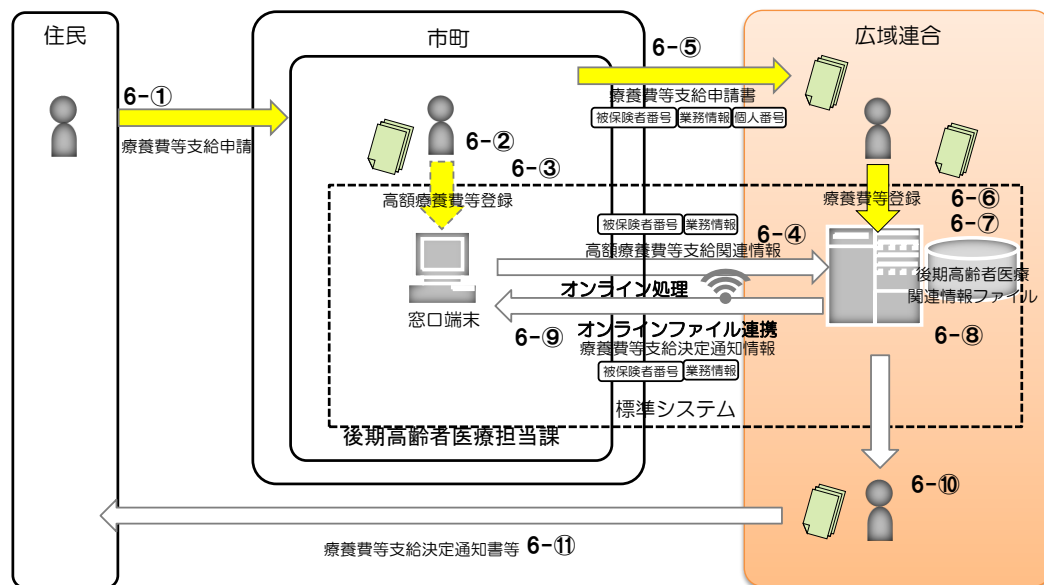 住民
市町
広域連合
6-①
療養費等支給申請
6-⑤
療養費等支給申請書
被保険者番号 業務情報 個人番号
6-②
6-③
高額療養費等登録
療養費等登録
6-⑥
6-⑦
被保険者番号 業務情報
6-④
高額療養費等支給関連情報
オンライン処理
後期高齢者医療
関連情報ファイル
窓口端末
6-⑨
オンラインファイル連携
療養費等支給決定通知情報
6-⑧
被保険者番号 業務情報
標準システム
後期高齢者医療担当課
6-⑩
療養費等支給決定通知書等 6-⑪